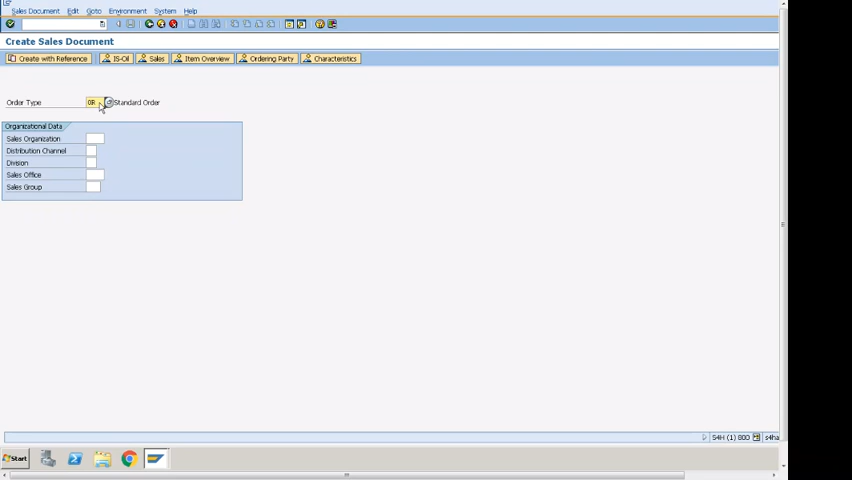 Sales Document Edit Goto Environment System Help
Create Sales Document
Create with Reference IS-Oil Sales Item Overview Ordering Party Characteristics
Order Type OR Standard Order
Organizational Data
Sales Organization
Distribution Channel
Division
Sales Office
Sales Group
S4H (1) 800 s4ha
Start